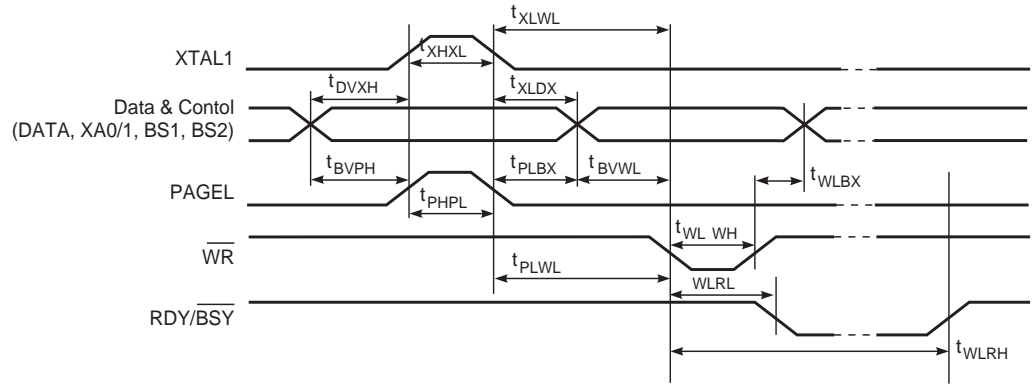 tXLWL
XTAL1
tXHXL
tDVXH
tXLDX
Data & Contol
(DATA, XA0/1, BS1, BS2)
tBVPH
tPLBX
tBVWL
tWLBX
PAGEL
tPHPL
tWL WH
WR
tPLWL
WLRL
RDY/BSY
tWLRH